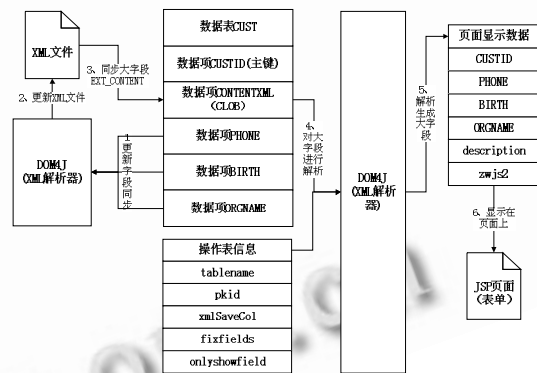 XML文件
2、更新XML文件
3、同步大字段
EXT_CONTENT
DOM4J
(XML解析器)
1
更新字段同步
数据表CUST
数据项CUSTID(主键)
数据项CONTENTXML
(CLOB)
数据项PHONE
数据项BIRTH
数据项ORGNAME
操作表信息
tablename
pkid
xmlSaveCol
fixfields
onlyshowfield
4、
对大
字段
进行
解析
DOM4J
(XML解析
器)
5、
解析
生成
大字
段
页面显示数据
CUSTID
PHONE
BIRTH
ORGNAME
description
zwjs2
6、显示在
页面上
JSP页面
(表单)